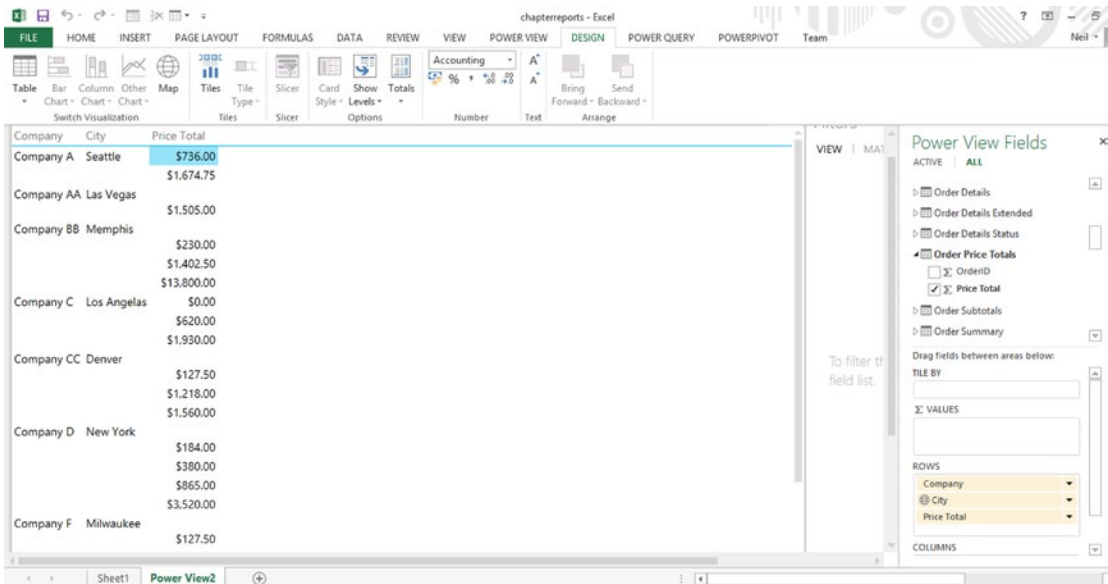 chapterreports - Excel
?
FILE HOME INSERT PAGE LAYOUT FORMULAS DATA REVIEW VIEW POWER VIEW DESIGN POWER QUERY POWERPIVOT Team Neil
Table Bar Chart Column Chart Other Chart Map Tiles Tile Type Slicer Card Style Show Levels Totals Accounting % , Bring Forward Send Backward
Switch Visualization Tiles Slicer Options Number Text Arrange
Company City Price Total
Company A Seattle $736.00
$1,674.75
Company AA Las Vegas
$1,505.00
Company BB Memphis
$230.00
$1,402.50
$13,800.00
Company C Los Angelas $0.00
$620.00
$1,930.00
Company CC Denver
$127.50
$1,218.00
$1,560.00
Company D New York
$184.00
$380.00
$865.00
$3,520.00
Company F Milwaukee
$127.50
VIEW | MAT
To filter th
field list.
Power View Fields
ACTIVE | ALL
Order Details
Order Details Extended
Order Details Status
Order Price Totals
Σ OrderID
Σ Price Total
Order Subtotals
Order Summary
Drag fields between areas below:
TILE BY
Σ VALUES
ROWS
Company
City
Price Total
COLUMNS
Sheet1 Power View2